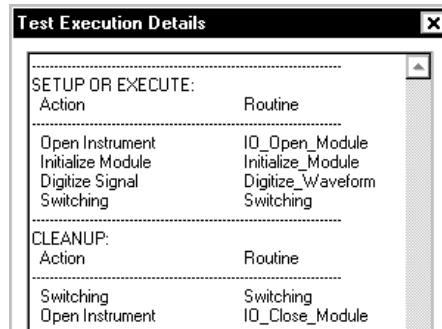 Test Execution Details
SETUP OR EXECUTE:
Action Routine
Open Instrument IO_Open_Module
Initialize Module Initialize_Module
Digitize Signal Digitize_Waveform
Switching Switching
CLEANUP:
Action Routine
Switching Switching
Open Instrument IO_Close_Module